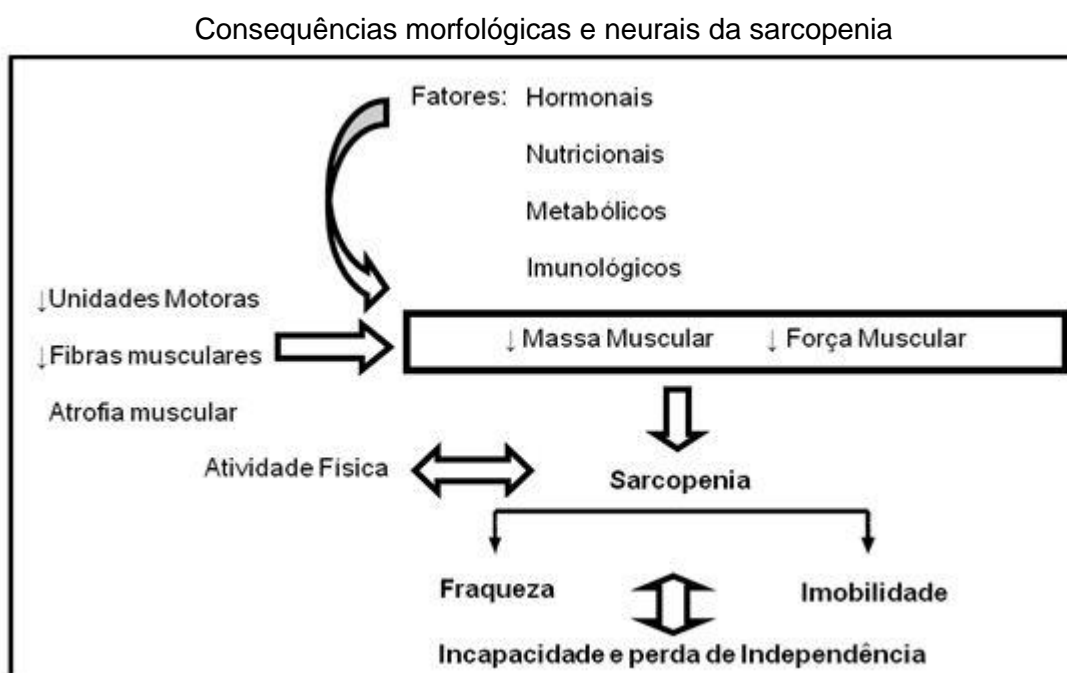 Consequências morfológicas e neurais da sarcopenia
Fatores: Hormonais
Nutricionais
Metabólicos
Imunológicos
↓Unidades Motoras
↓Fibras musculares
Atrofia muscular
↓ Massa Muscular ↓ Força Muscular
Atividade Física
Sarcopenia
Fraqueza Imobilidade
Incapacidade e perda de Independência